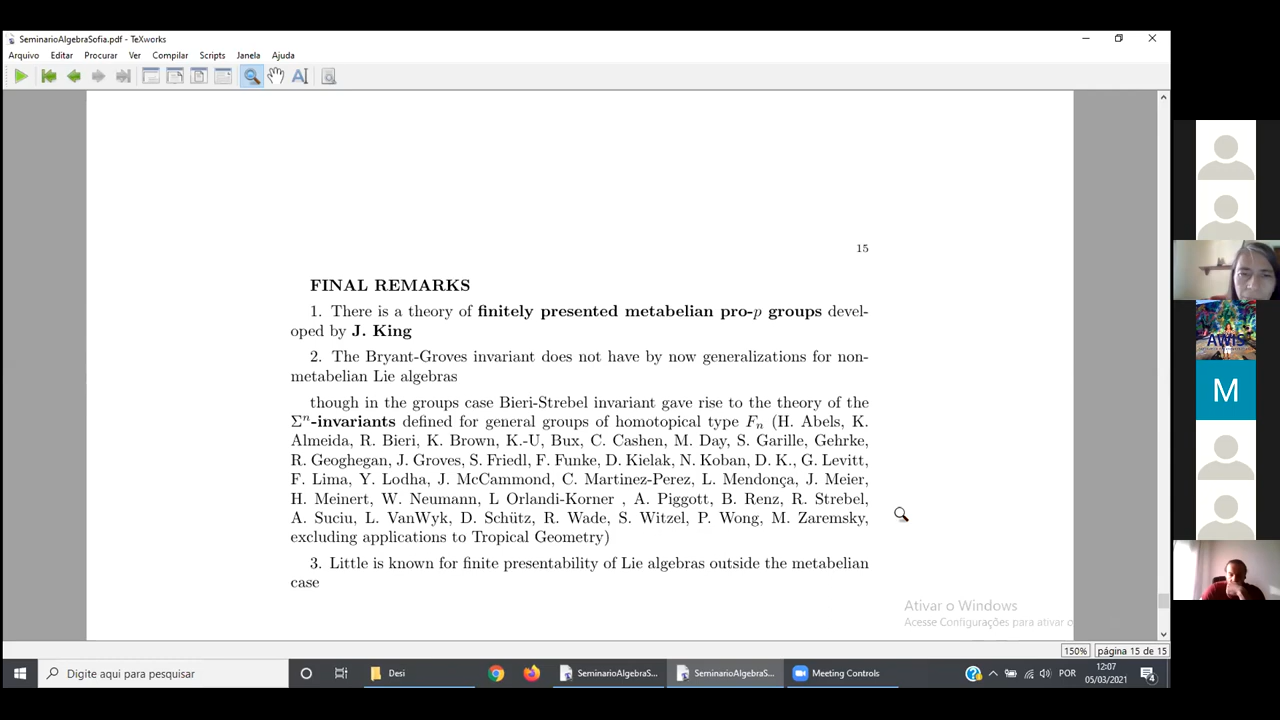 SeminarioAlgebraSofia.pdf - TeXworks
Arquivo Editar Procurar Ver Compilar Scripts Janela Ajuda
15
FINAL REMARKS
1. There is a theory of finitely presented metabelian pro-p groups devel-
oped by J. King
2. The Bryant-Groves invariant does not have by now generalizations for non-
metabelian Lie algebras
though in the groups case Bieri-Strebel invariant gave rise to the theory of the
Σⁿ-invariants defined for general groups of homotopical type Fₙ (H. Abels, K.
Almeida, R. Bieri, K. Brown, K.-U, Bux, C. Cashen, M. Day, S. Garille, Gehrke,
R. Geoghegan, J. Groves, S. Friedl, F. Funke, D. Kielak, N. Koban, D. K., G. Levitt,
F. Lima, Y. Lodha, J. McCammond, C. Martinez-Perez, L. Mendonça, J. Meier,
H. Meinert, W. Neumann, L Orlandi-Korner , A. Piggott, B. Renz, R. Strebel,
A. Suciu, L. VanWyk, D. Schütz, R. Wade, S. Witzel, P. Wong, M. Zaremsky,
excluding applications to Tropical Geometry)
3. Little is known for finite presentability of Lie algebras outside the metabelian
case
Ativar o Windows
Acesse Configurações para ativar o
150% página 15 de 15
AWIS
M
Digite aqui para pesquisar
Desi
SeminarioAlgebraS...
SeminarioAlgebraS...
Meeting Controls
POR
12:07
05/03/2021
4